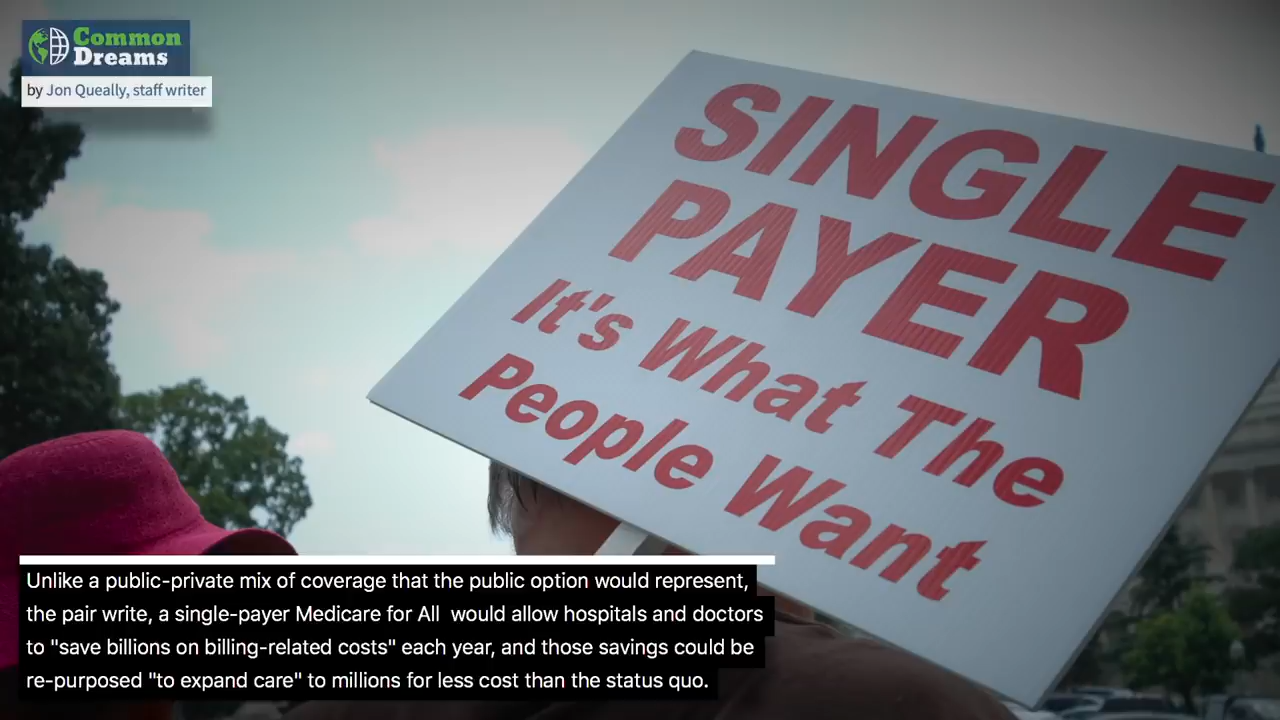 Common
Dreams
by Jon Queally, staff writer
SINGLE
PAYER
It's What The
People Want
Unlike a public-private mix of coverage that the public option would represent,
the pair write, a single-payer Medicare for All would allow hospitals and doctors
to "save billions on billing-related costs" each year, and those savings could be
re-purposed "to expand care" to millions for less cost than the status quo.